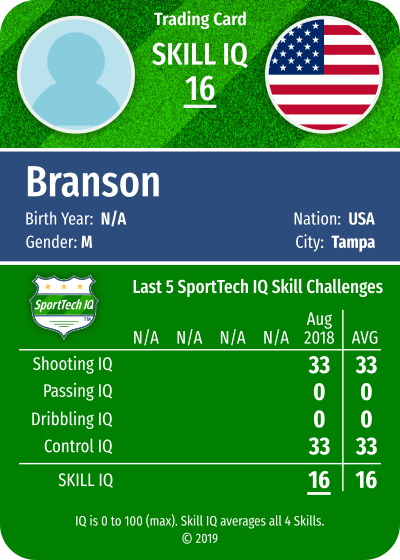 Trading Card
SKILL IQ
16
Branson
Birth Year: N/A
Nation: USA
Gender: M
City: Tampa
SportTech IQ
TM
Last 5 SportTech IQ Skill Challenges
N/A N/A N/A N/A Aug 2018 AVG
Shooting IQ 33 33
Passing IQ 0 0
Dribbling IQ 0 0
Control IQ 33 33
SKILL IQ 16 16
IQ is 0 to 100 (max). Skill IQ averages all 4 Skills.
© 2019